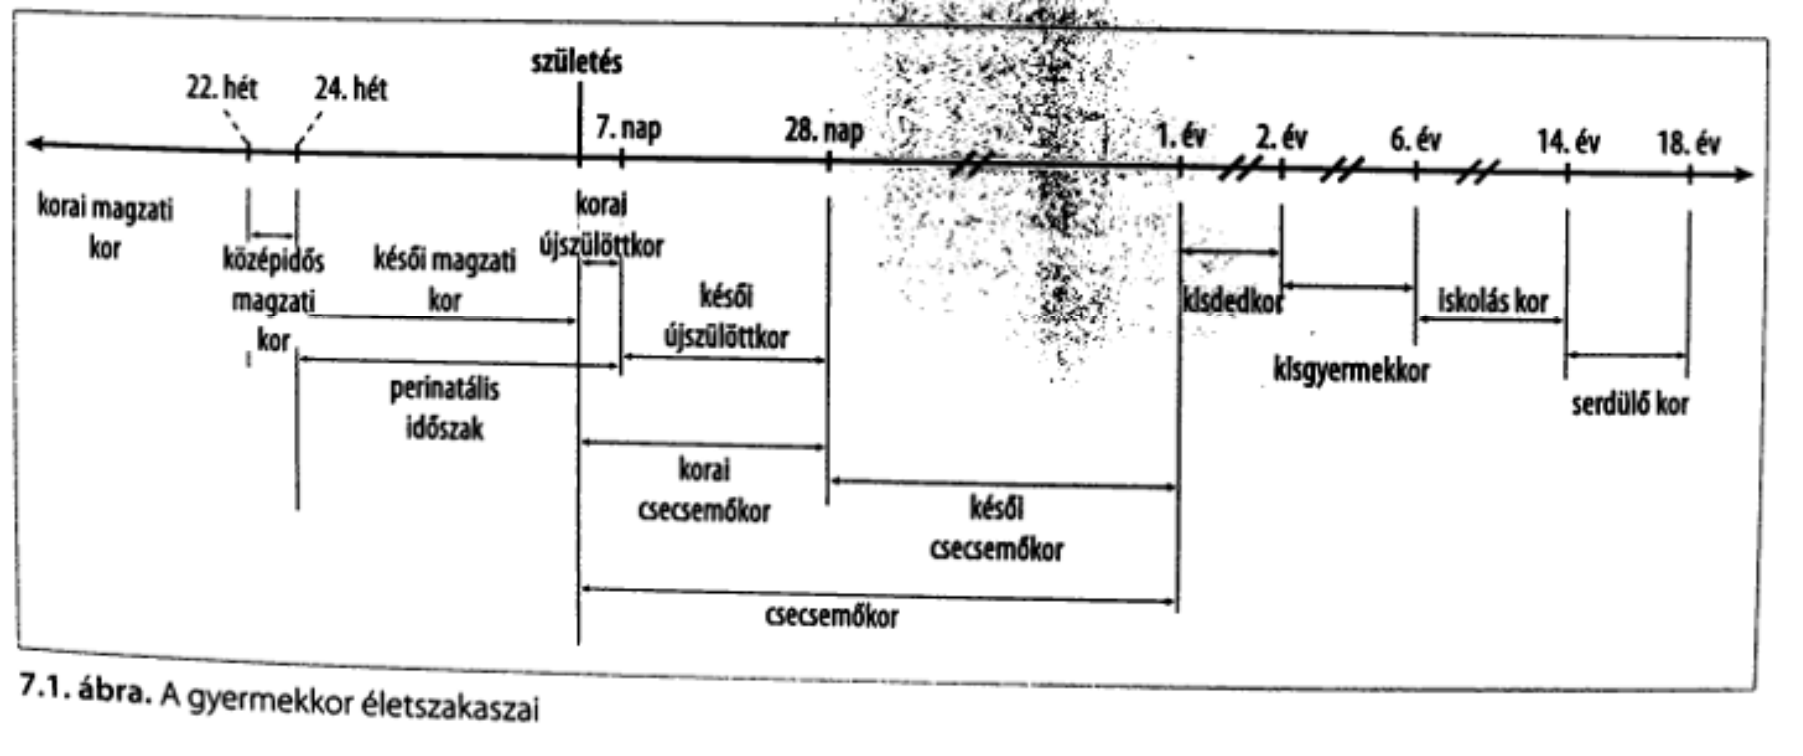 születés
22. hét
24. hét
7. nap
28. nap
1. év
2. év
6. év
14. év
18. év
korai magzati
kor
középidős
magzati
kor
késői magzati
kor
korai
újszülöttkor
késői
újszülöttkor
perinatális
időszak
korai
csecsemőkor
késői
csecsemőkor
csecsemőkor
kisdedkor
kisgyermekkor
iskolás kor
serdülő kor
7.1. ábra. A gyermekkor életszakaszai